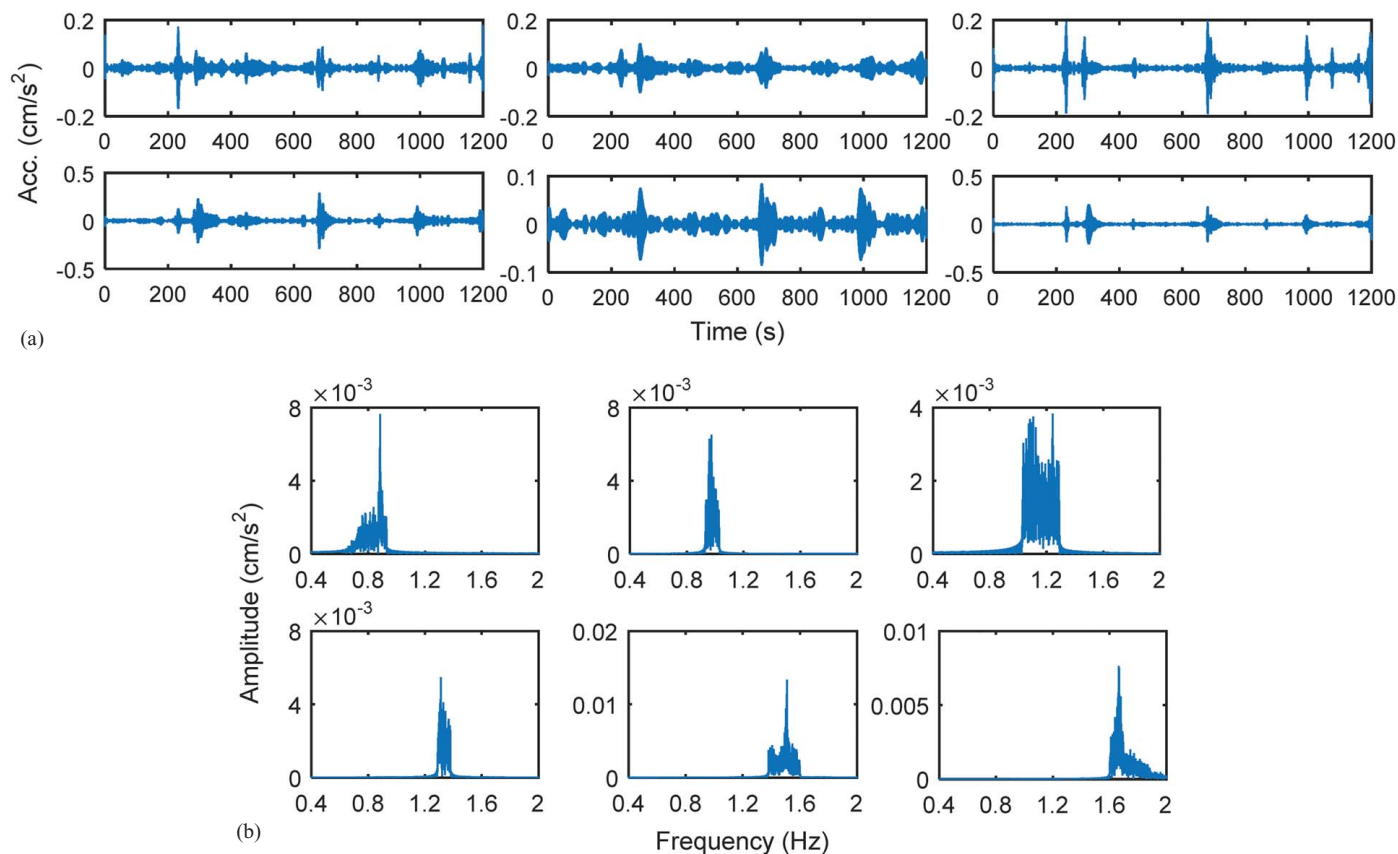 0.2 0.2 0.2
0 0 0
-0.2 -0.2 -0.2
0 200 400 600 800 1000 1200 0 200 400 600 800 1000 1200 0 200 400 600 800 1000 1200
Acc. (cm/s²)
0.5 0.1 0.5
0 0 0
-0.5 -0.1 -0.5
0 200 400 600 800 1000 1200 0 200 400 600 800 1000 1200 0 200 400 600 800 1000 1200
Time (s)
(a)
×10⁻³ ×10⁻³ ×10⁻³
8 8 4
4 4 2
0 0 0
0.4 0.8 1.2 1.6 2 0.4 0.8 1.2 1.6 2 0.4 0.8 1.2 1.6 2
Amplitude (cm/s²)
×10⁻³
8 0.02 0.01
4 0.01 0.005
0 0 0
0.4 0.8 1.2 1.6 2 0.4 0.8 1.2 1.6 2 0.4 0.8 1.2 1.6 2
Frequency (Hz)
(b)